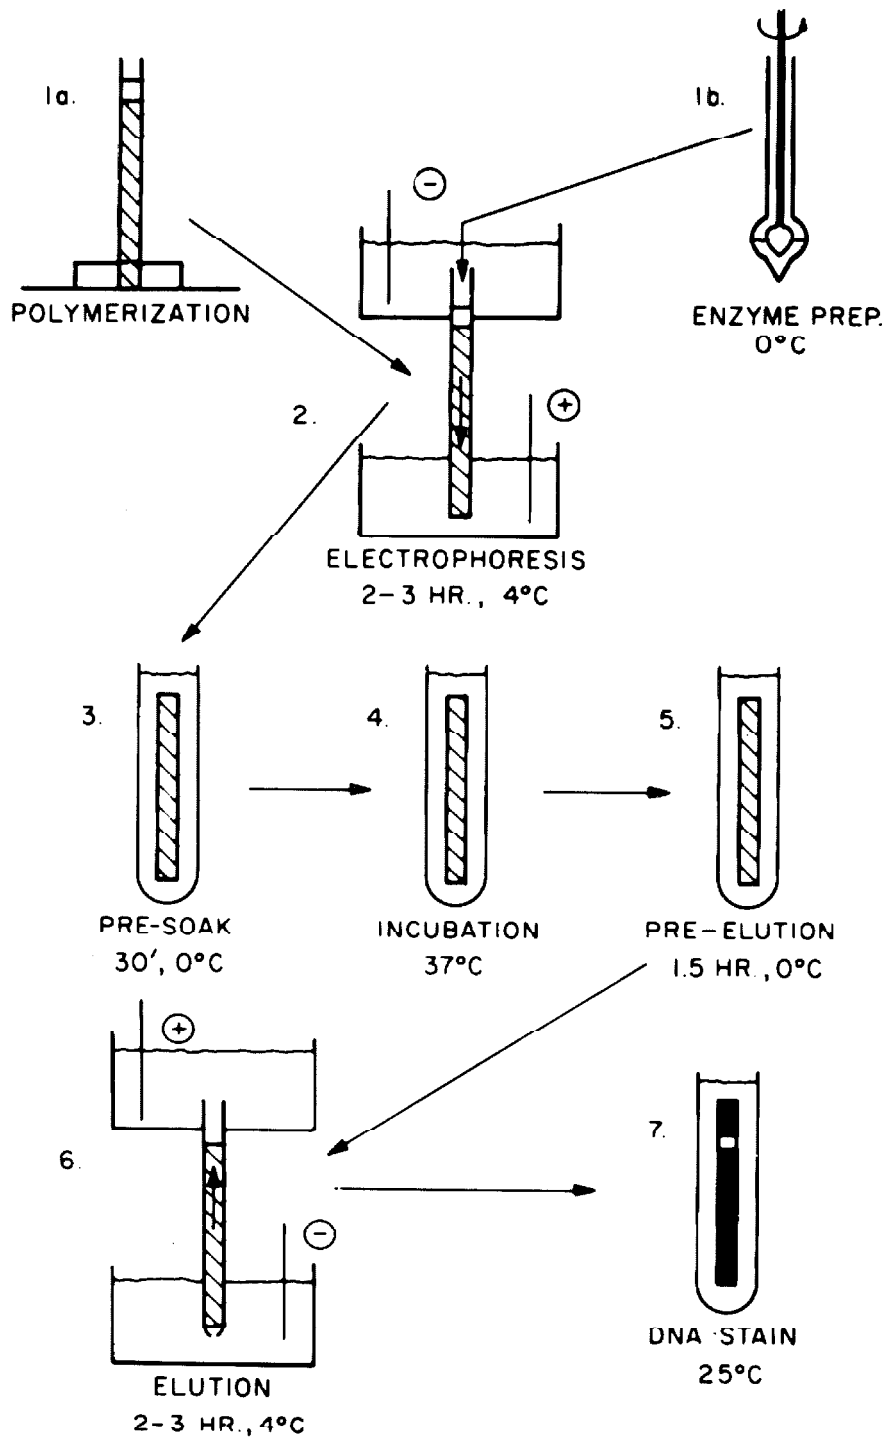 1a.
1b.
POLYMERIZATION
ENZYME PREP.
0°C
−
+
2.
ELECTROPHORESIS
2-3 HR., 4°C
3.
4.
5.
PRE-SOAK
30', 0°C
INCUBATION
37°C
PRE-ELUTION
1.5 HR., 0°C
+
6.
−
7.
ELUTION
2-3 HR., 4°C
DNA STAIN
25°C